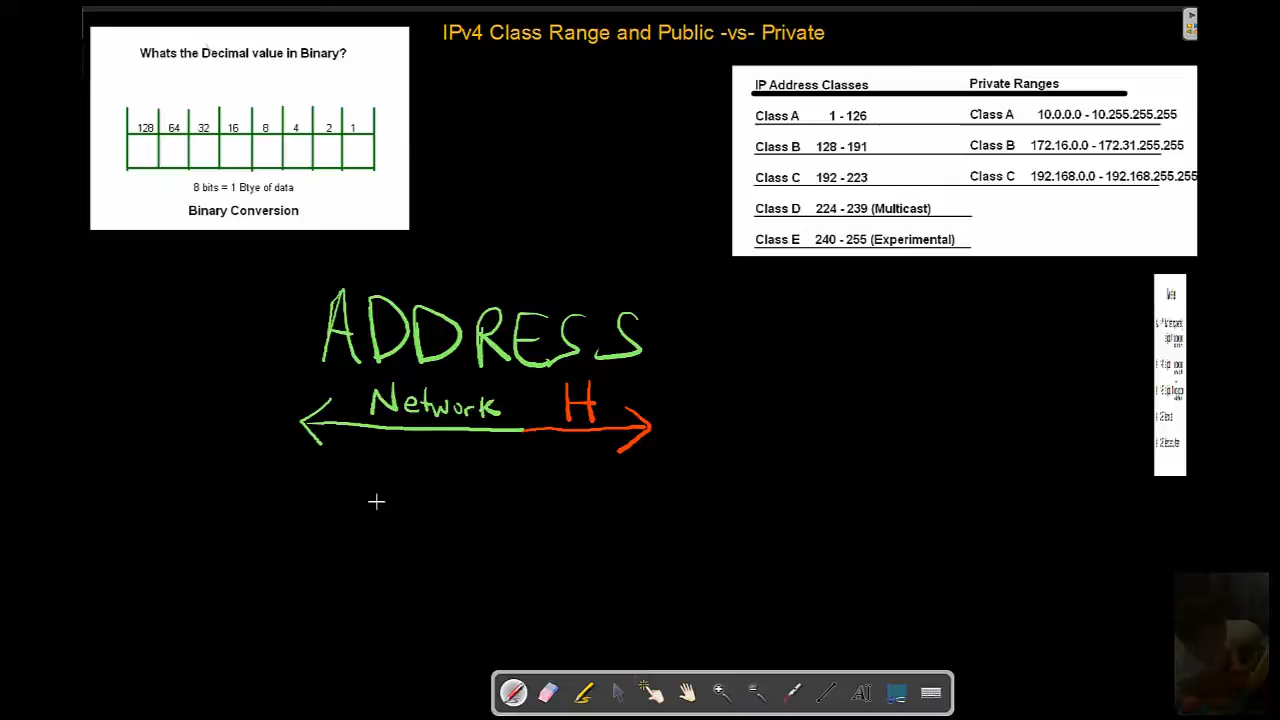 IPv4 Class Range and Public -vs- Private
Whats the Decimal value in Binary?
128 64 32 16 8 4 2 1
8 bits = 1 Btye of data
Binary Conversion
IP Address Classes Private Ranges
Class A 1 - 126 Class A 10.0.0.0 - 10.255.255.255
Class B 128 - 191 Class B 172.16.0.0 - 172.31.255.255
Class C 192 - 223 Class C 192.168.0.0 - 192.168.255.255
Class D 224 - 239 (Multicast)
Class E 240 - 255 (Experimental)
ADDRESS
Network H
AI